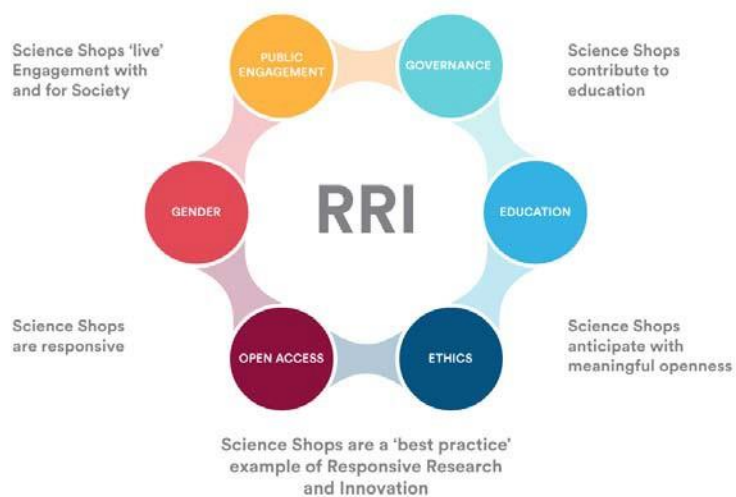 Science Shops ‘live’
Engagement with
and for Society
PUBLIC
ENGAGEMENT
GOVERNANCE
Science Shops
contribute to
education
GENDER
RRI
EDUCATION
Science Shops
are responsive
OPEN ACCESS
ETHICS
Science Shops
anticipate with
meaningful openness
Science Shops are a ‘best practice’
example of Responsive Research
and Innovation